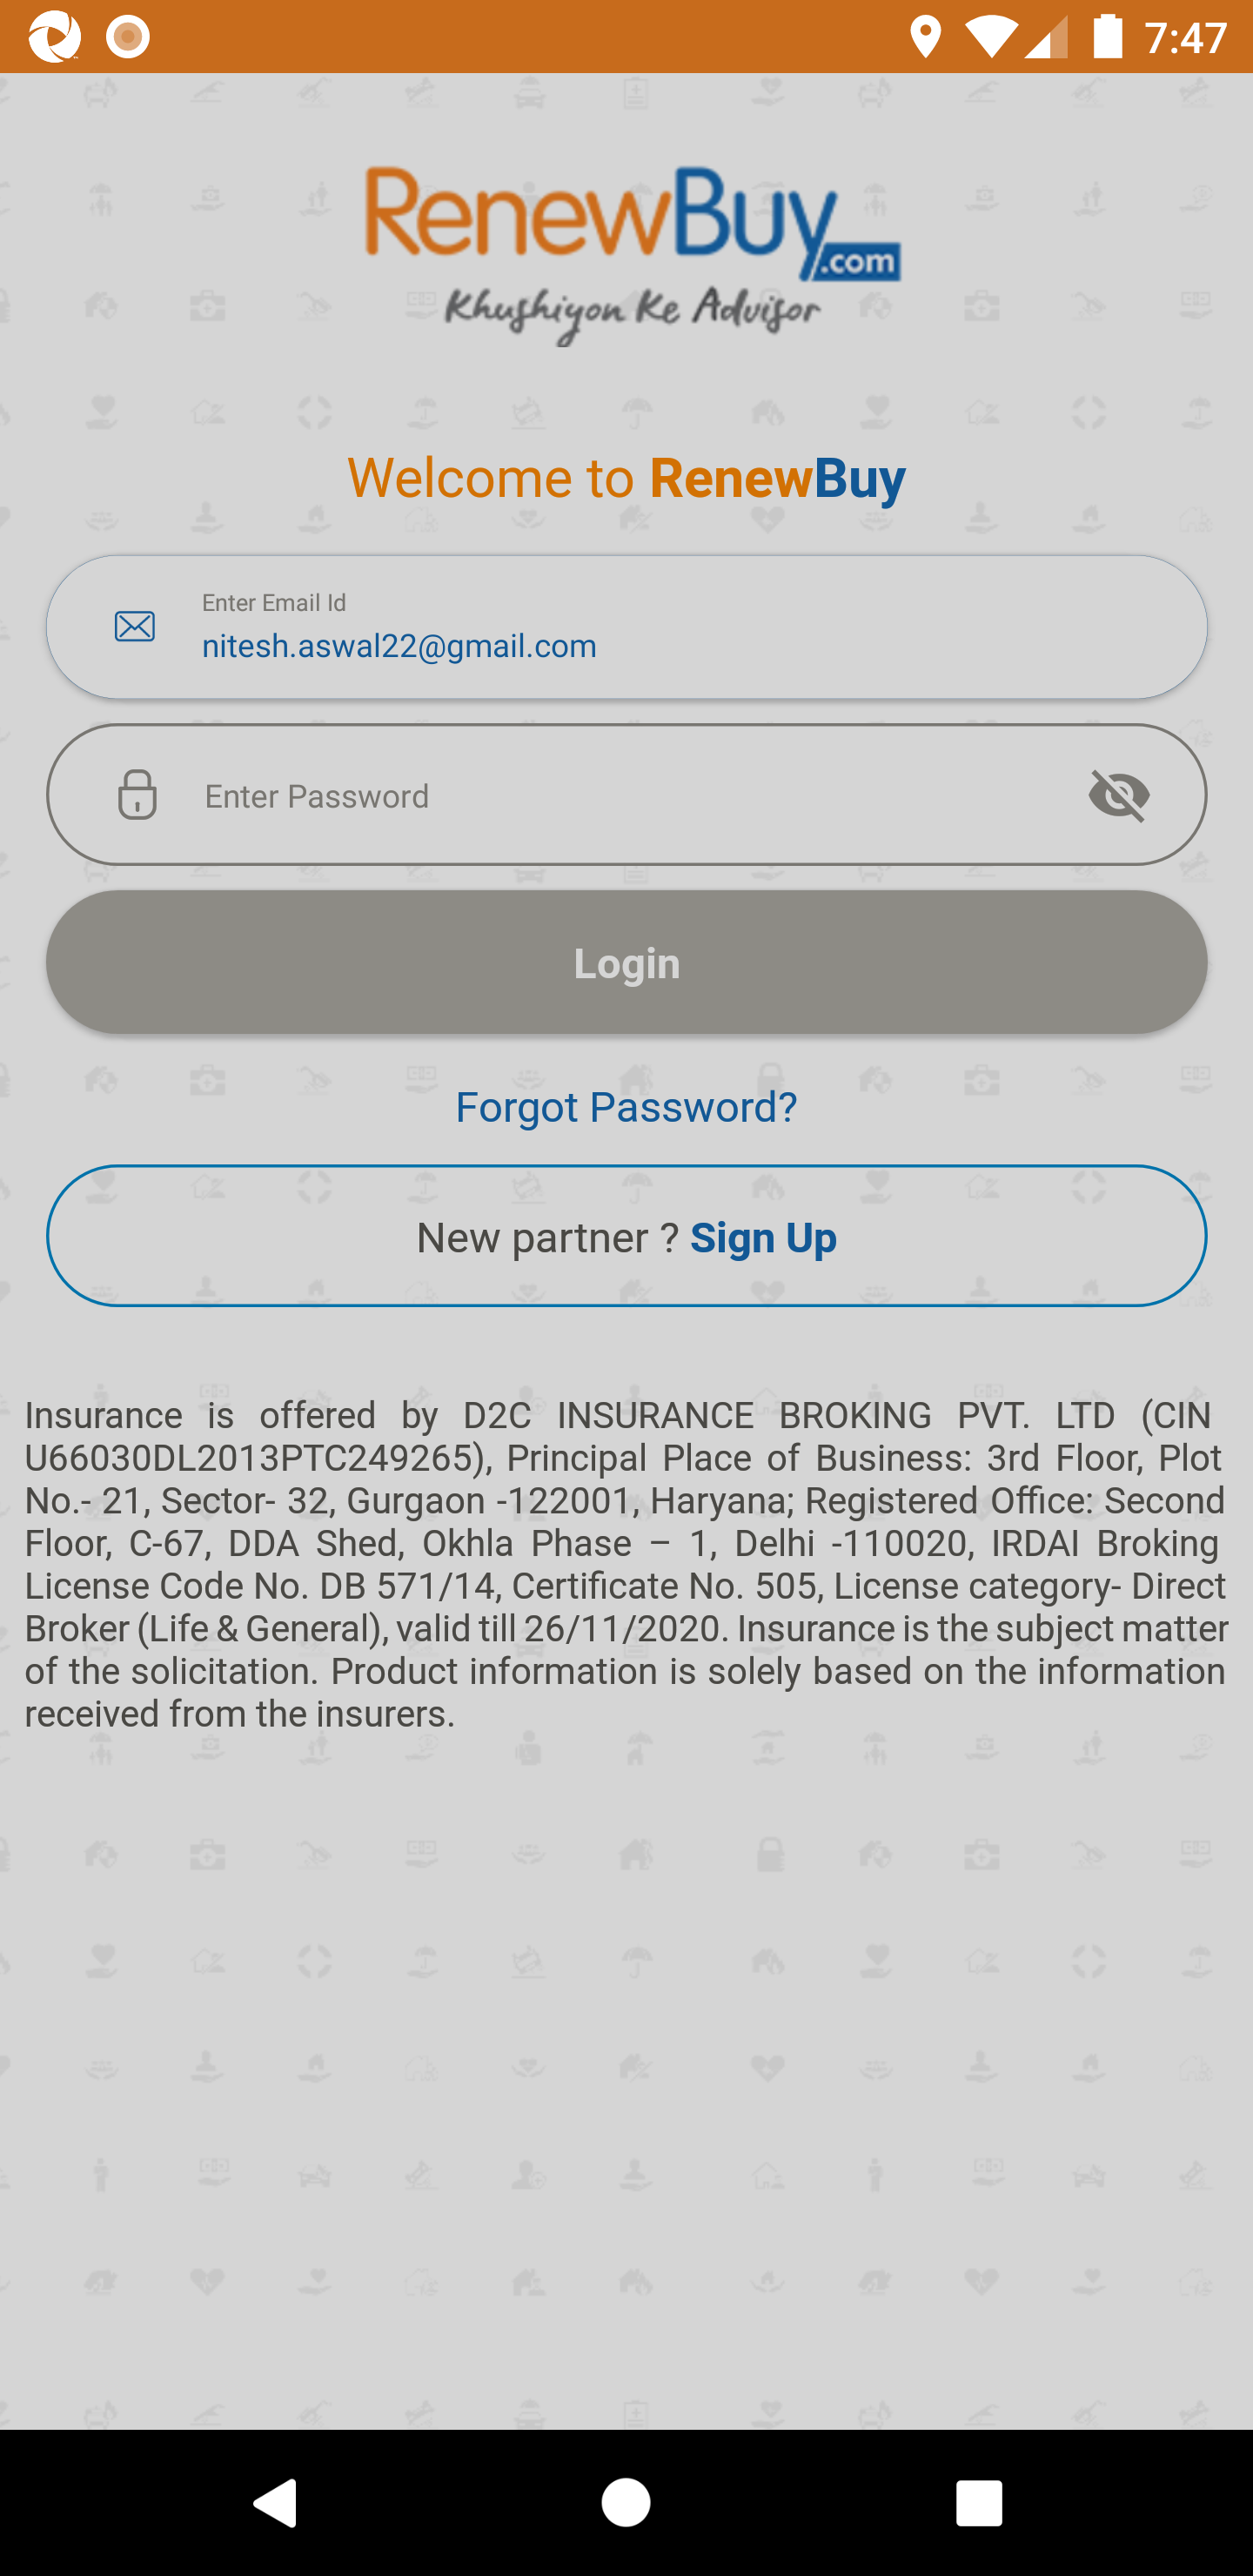 7:47
RenewBuy
.com
Khushiyon Ke Advisor
Welcome to RenewBuy
Enter Email Id
nitesh.aswal22@gmail.com
Enter Password
Login
Forgot Password?
New partner ? Sign Up
Insurance is offered by D2C INSURANCE BROKING PVT. LTD (CIN
U66030DL2013PTC249265), Principal Place of Business: 3rd Floor, Plot
No.- 21, Sector- 32, Gurgaon -122001, Haryana; Registered Office: Second
Floor, C-67, DDA Shed, Okhla Phase – 1, Delhi -110020, IRDAI Broking
License Code No. DB 571/14, Certificate No. 505, License category- Direct
Broker (Life & General), valid till 26/11/2020. Insurance is the subject matter
of the solicitation. Product information is solely based on the information
received from the insurers.